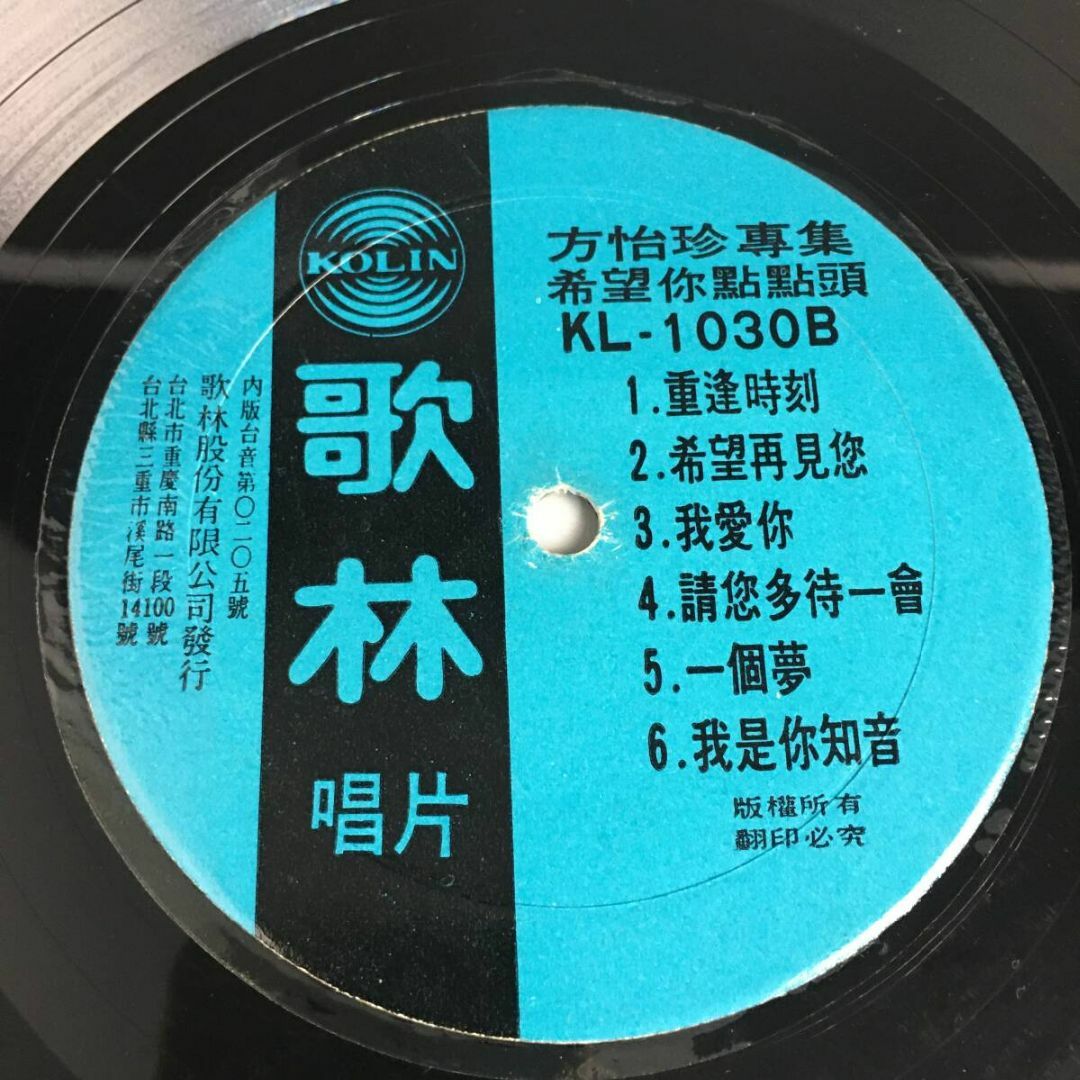 KOLIN
歌林
唱片
方怡珍專集
希望你點點頭
KL-1030B
1.重逢時刻
2.希望再見您
3.我愛你
4.請您多待一會
5.一個夢
6.我是你知音
版權所有
翻印必究
內版台音第〇二〇五號
歌林股份有限公司發行
台北市重慶南路一段100號
台北縣三重市溪尾街14號